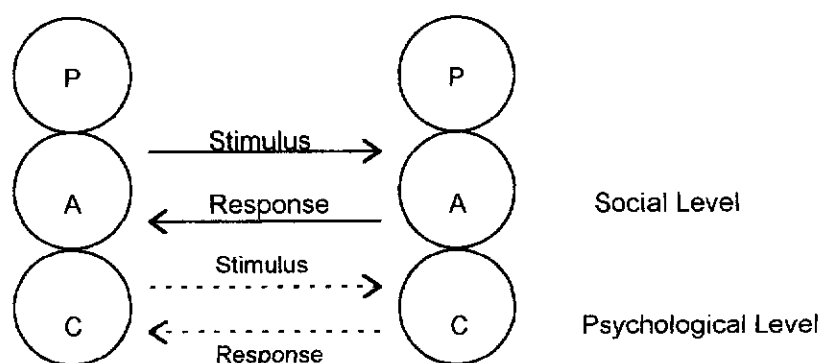 P P
Stimulus
A Response A Social Level
Stimulus
C C Psychological Level
Response